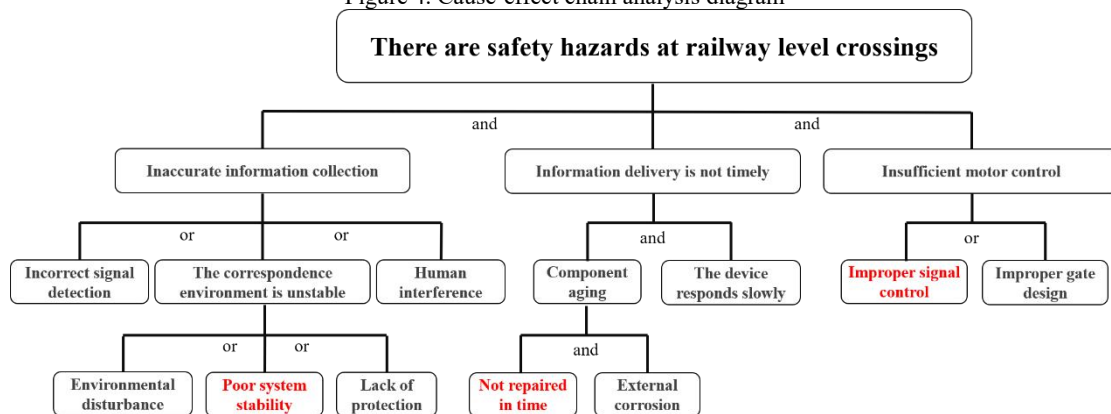 Figure 4. Cause-effect chain analysis diagram
There are safety hazards at railway level crossings
and
and
Inaccurate information collection
Information delivery is not timely
Insufficient motor control
or
or
and
or
Incorrect signal
detection
The correspondence
environment is unstable
Human
interference
Component
aging
The device
responds slowly
Improper signal
control
Improper gate
design
or
or
and
Environmental
disturbance
Poor system
stability
Lack of
protection
Not repaired
in time
External
corrosion